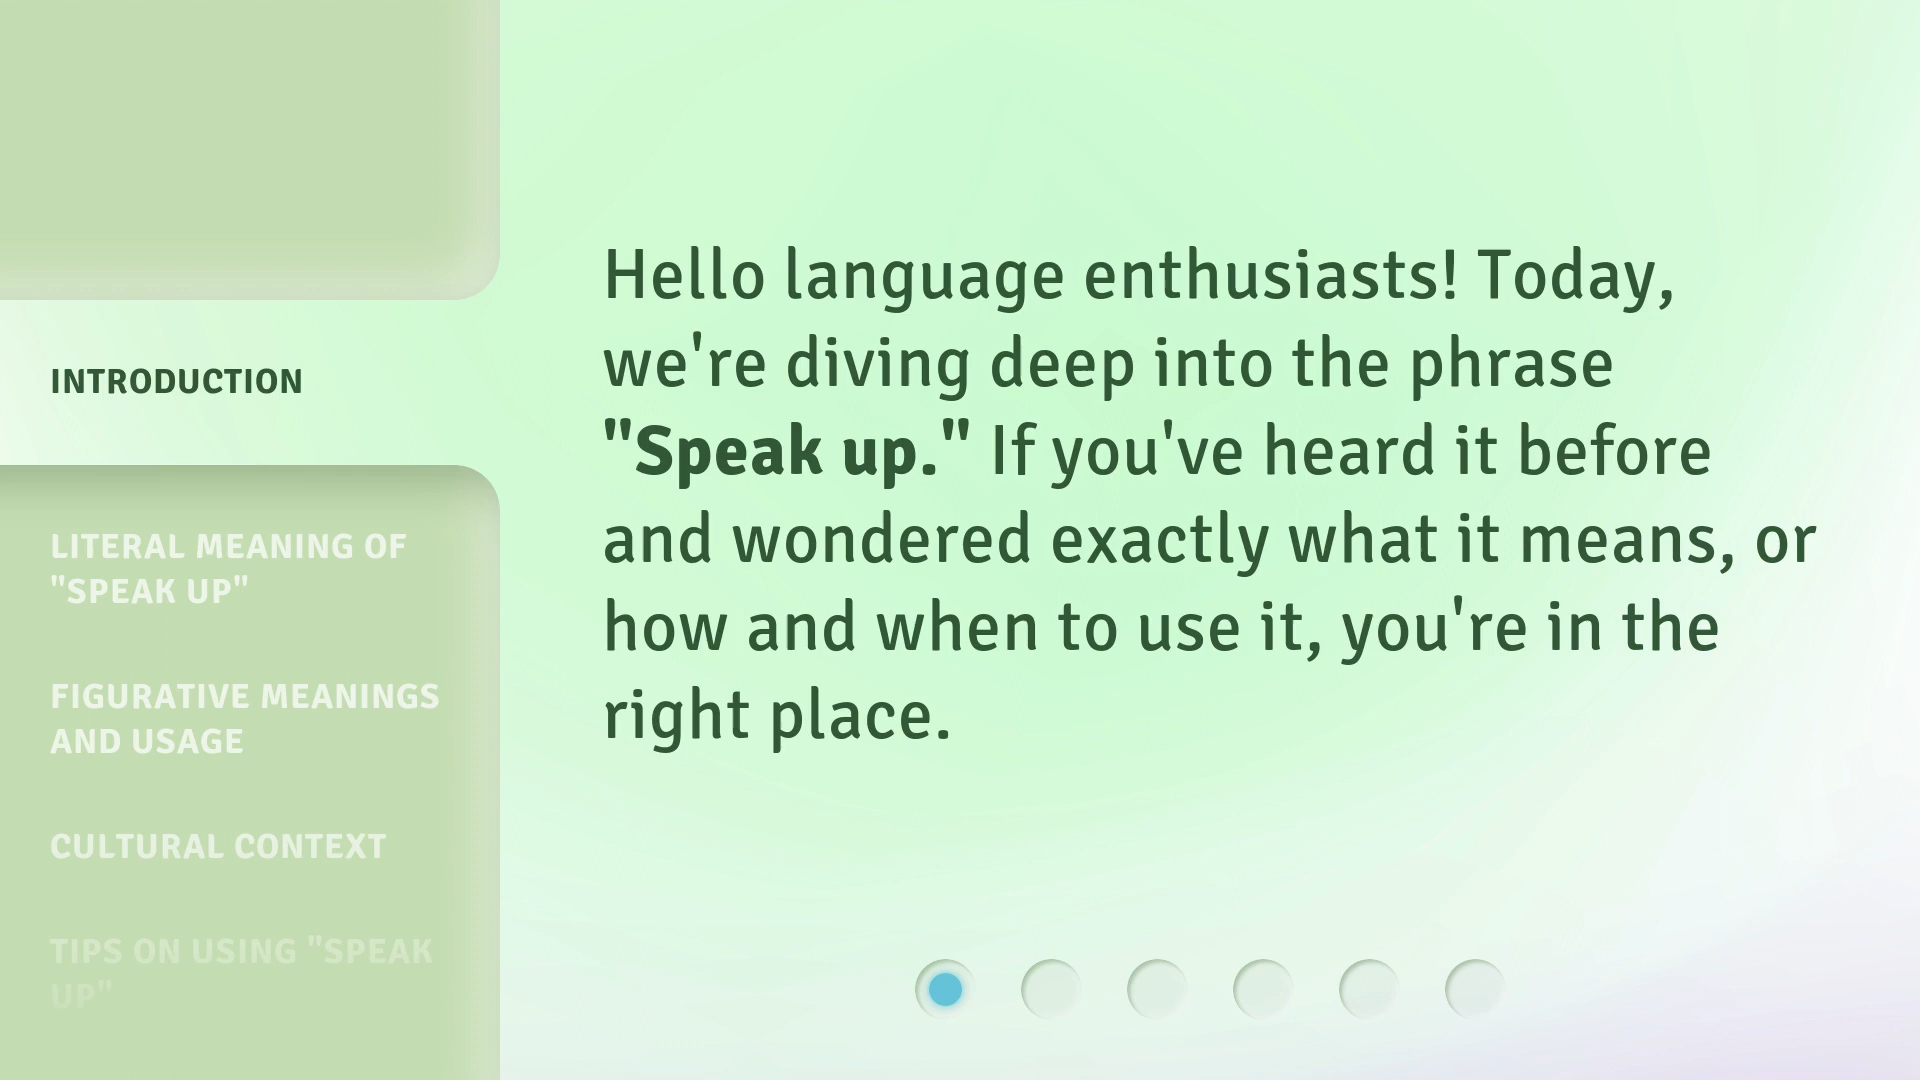 INTRODUCTION
LITERAL MEANING OF
"SPEAK UP"
FIGURATIVE MEANINGS
AND USAGE
CULTURAL CONTEXT
TIPS ON USING "SPEAK
UP"
Hello language enthusiasts! Today,
we're diving deep into the phrase
"Speak up." If you've heard it before
and wondered exactly what it means, or
how and when to use it, you're in the
right place.